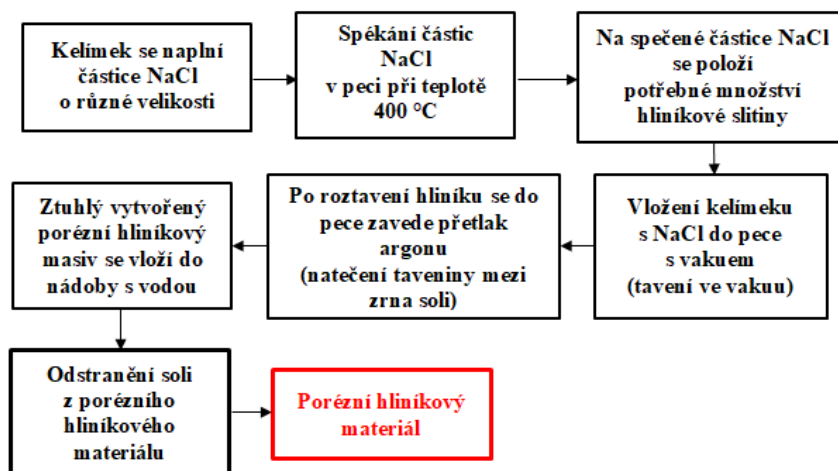 Kelímek se naplní
částice NaCl
o různé velikosti
Spékání částic
NaCl
v peci při teplotě
400 °C
Na spečené částice NaCl
se položí
potřebné množství
hliníkové slitiny
Vložení kelímeku
s NaCl do pece
s vakuem
(tavení ve vakuu)
Po roztavení hliníku se do
pece zavede přetlak
argonu
(natečení taveniny mezi
zrna soli)
Ztuhlý vytvořený
porézní hliníkový
masiv se vloží do
nádoby s vodou
Odstranění soli
z porézního
hliníkového
materiálu
Porézní hliníkový
materiál